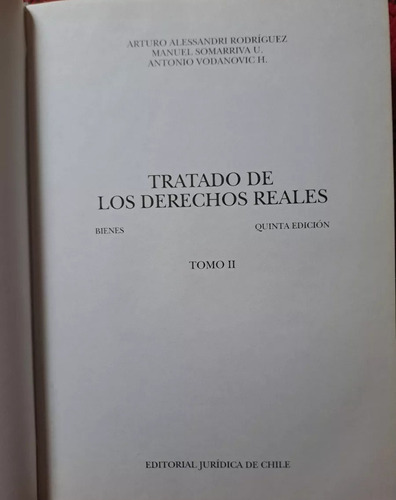 ARTURO ALESSANDRI RODRÍGUEZ
MANUEL SOMARRIVA U.
ANTONIO VODANOVIC H.
TRATADO DE
LOS DERECHOS REALES
BIENES QUINTA EDICIÓN
TOMO II
EDITORIAL JURÍDICA DE CHILE